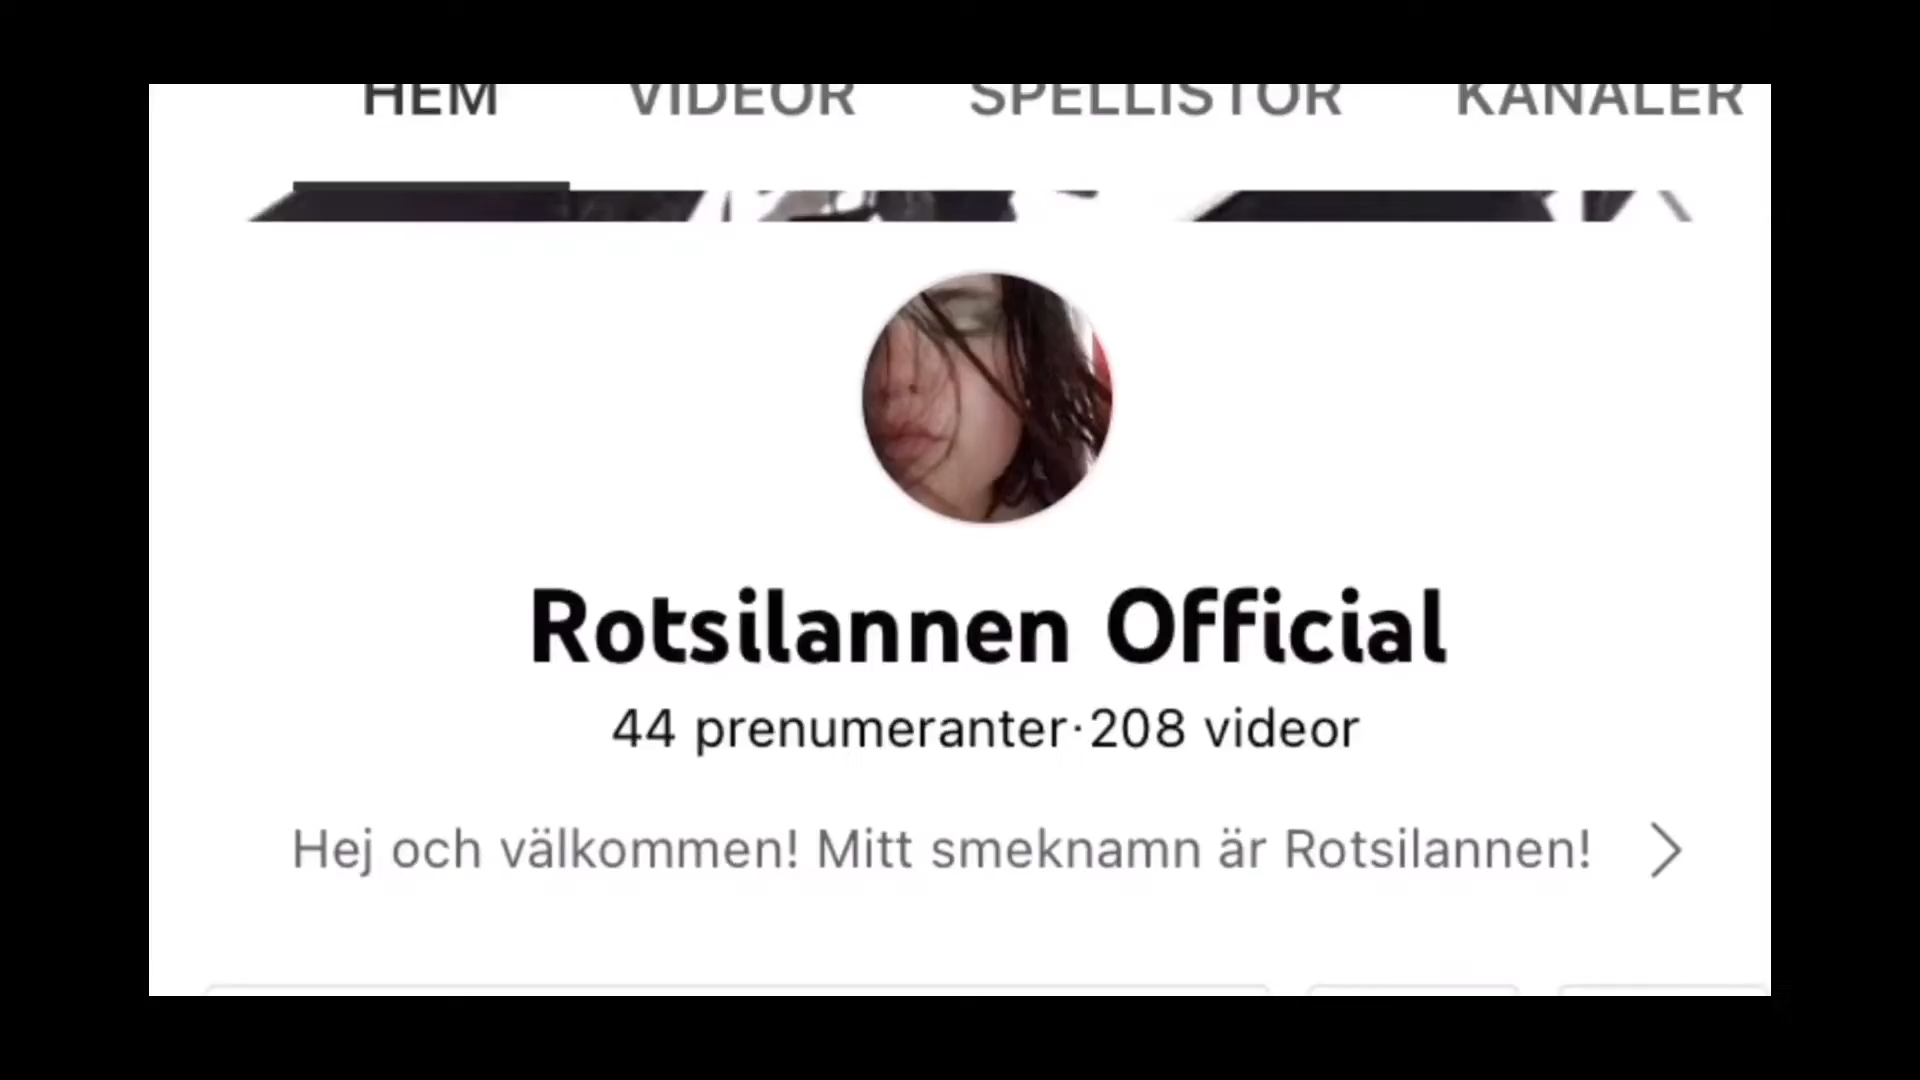 HEM VIDEOR SPELLISTOR KANALER
Rotsilannen Official
44 prenumeranter·208 videor
Hej och välkommen! Mitt smeknamn är Rotsilannen!